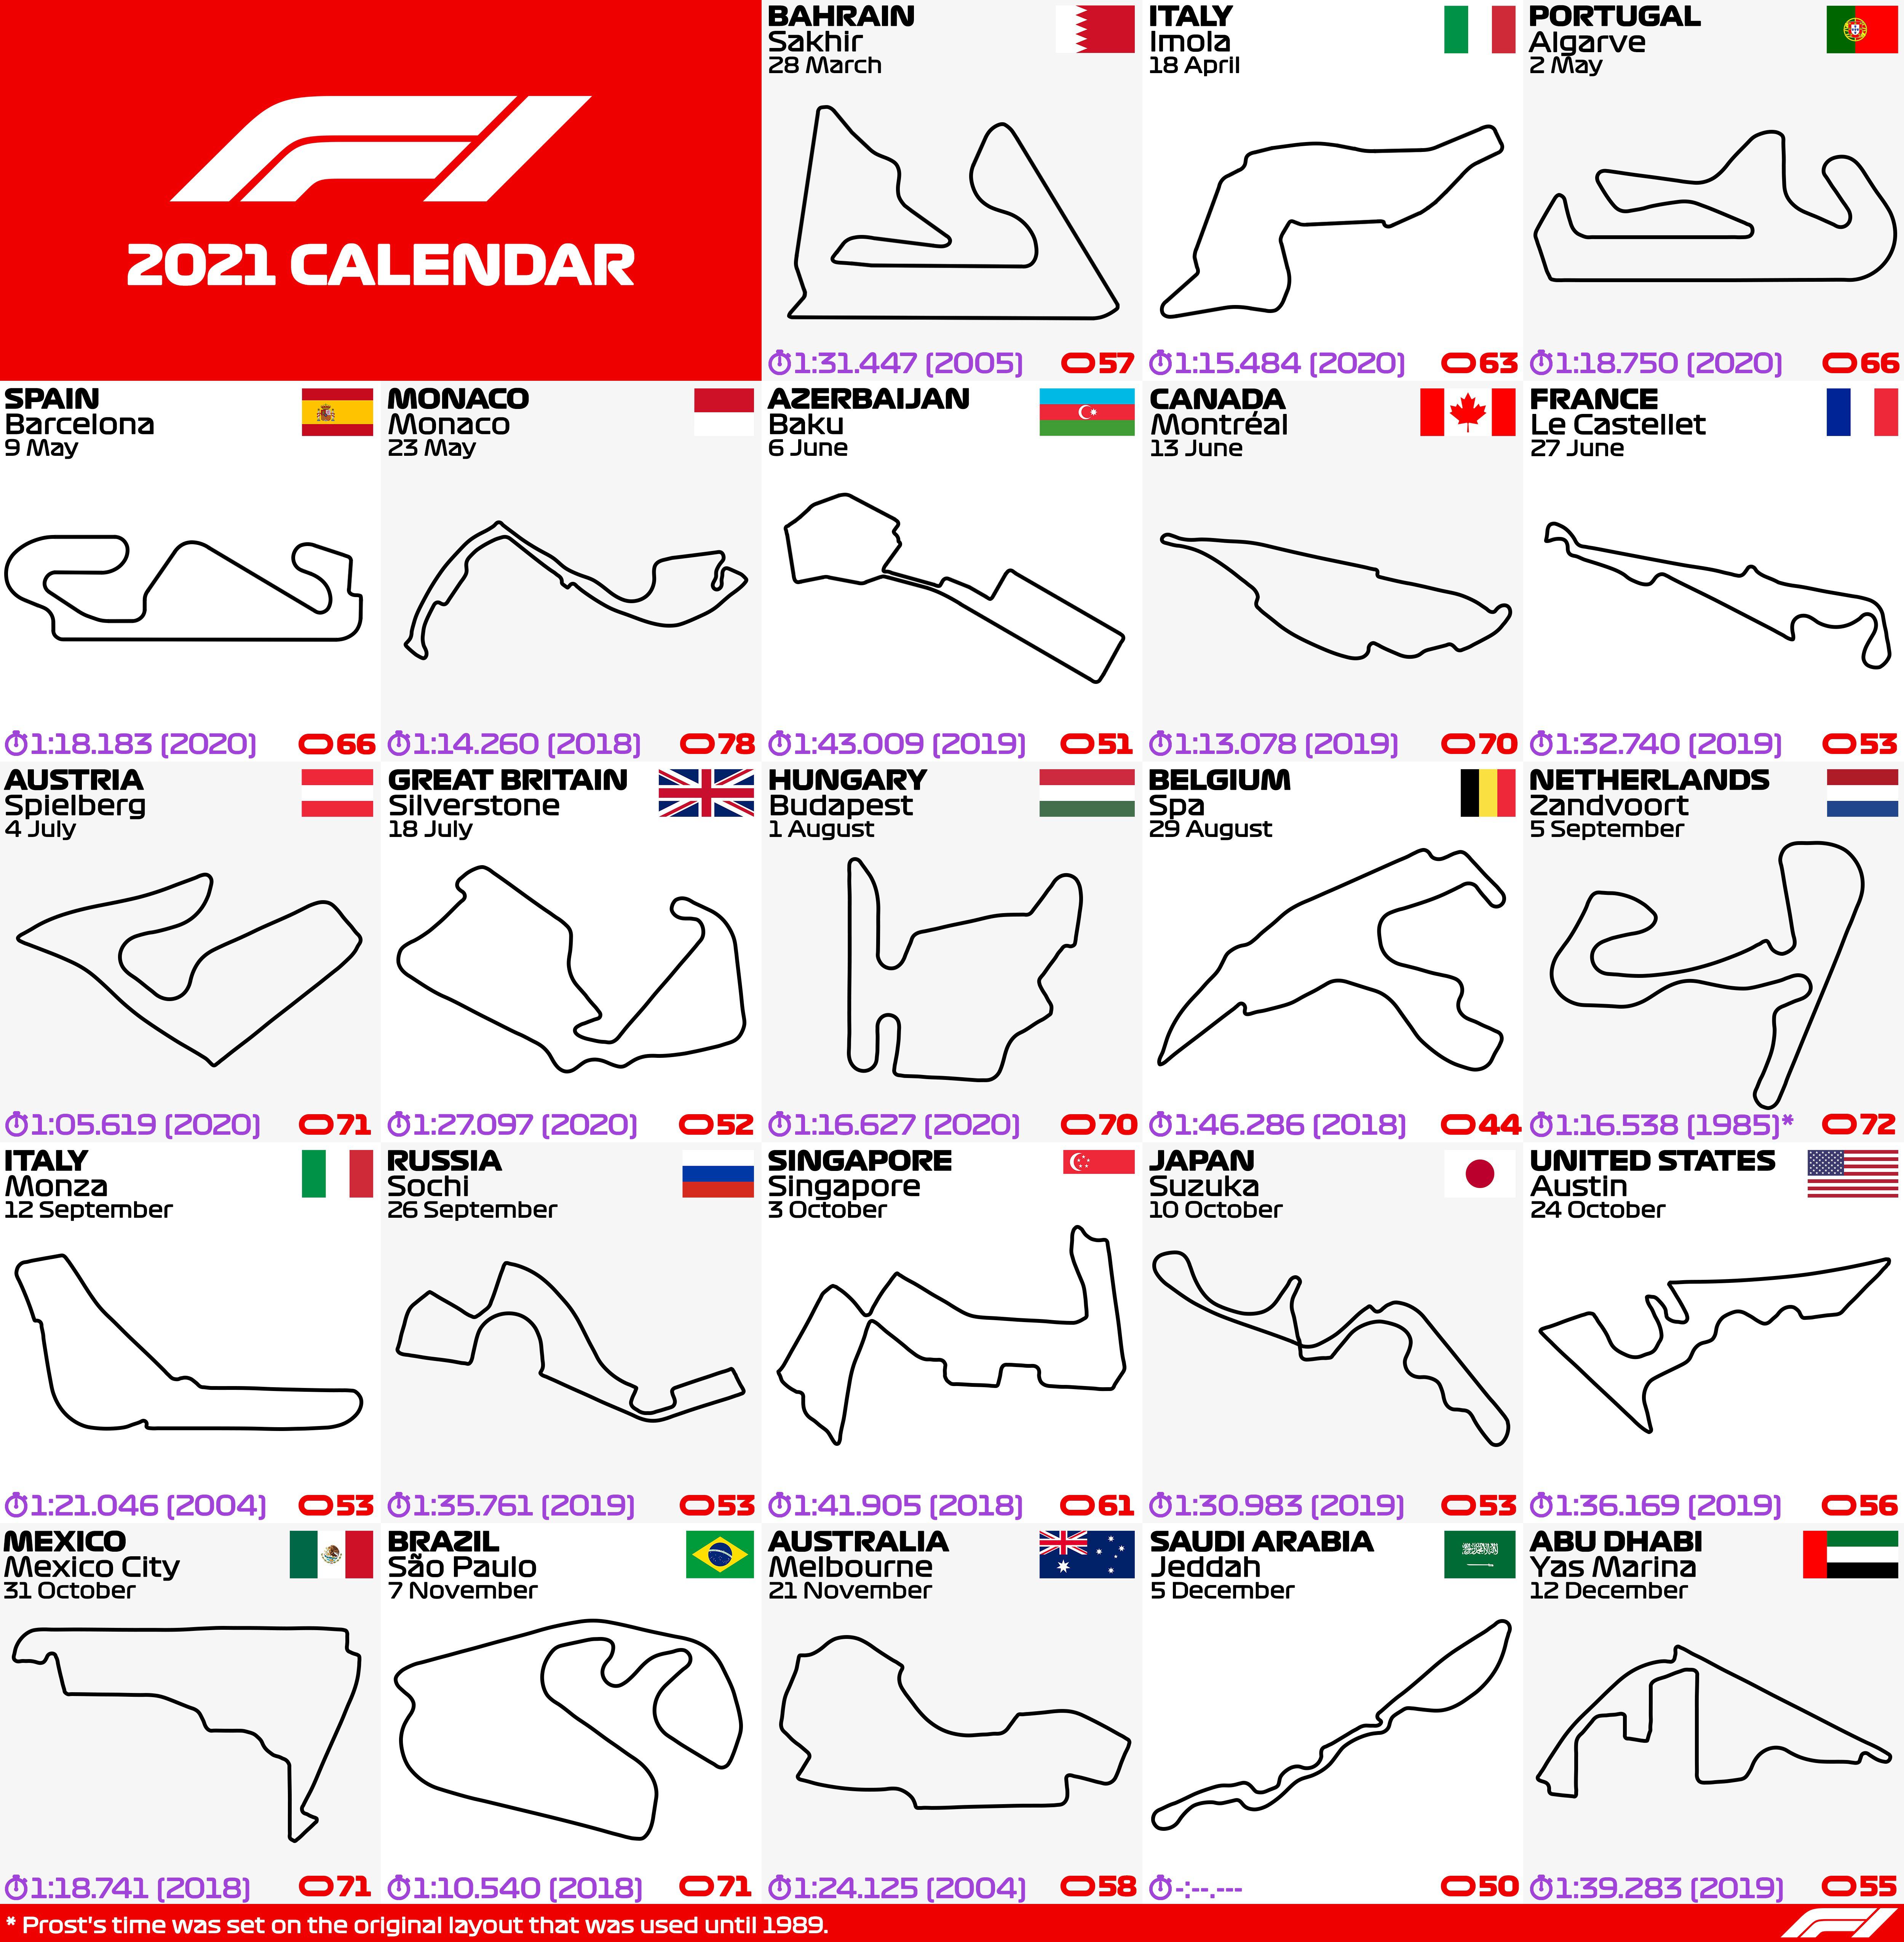 F1
2021 CALENDAR
BAHRAIN
Sakhir
28 March
1:31.447 (2005) 57
ITALY
Imola
18 April
1:15.484 (2020) 63
PORTUGAL
Algarve
2 May
1:18.750 (2020) 66
SPAIN
Barcelona
9 May
1:18.183 (2020) 66
MONACO
Monaco
23 May
1:14.260 (2018) 78
AZERBAIJAN
Baku
6 June
1:43.009 (2019) 51
CANADA
Montréal
13 June
1:13.078 (2019) 70
FRANCE
Le Castellet
27 June
1:32.740 (2019) 53
AUSTRIA
Spielberg
4 July
1:05.619 (2020) 71
GREAT BRITAIN
Silverstone
18 July
1:27.097 (2020) 52
HUNGARY
Budapest
1 August
1:16.627 (2020) 70
BELGIUM
Spa
29 August
1:46.286 (2018) 44
NETHERLANDS
Zandvoort
5 September
1:16.538 (1985)* 72
ITALY
Monza
12 September
1:21.046 (2004) 53
RUSSIA
Sochi
26 September
1:35.761 (2019) 53
SINGAPORE
Singapore
3 October
1:41.905 (2018) 61
JAPAN
Suzuka
10 October
1:30.983 (2019) 53
UNITED STATES
Austin
24 October
1:36.169 (2019) 56
MEXICO
Mexico City
31 October
1:18.741 (2018) 71
BRAZIL
São Paulo
7 November
1:10.540 (2018) 71
AUSTRALIA
Melbourne
21 November
1:24.125 (2004) 58
SAUDI ARABIA
Jeddah
5 December
-:--.--- 50
ABU DHABI
Yas Marina
12 December
1:39.283 (2019) 55
* Prost's time was set on the original layout that was used until 1989.
F1